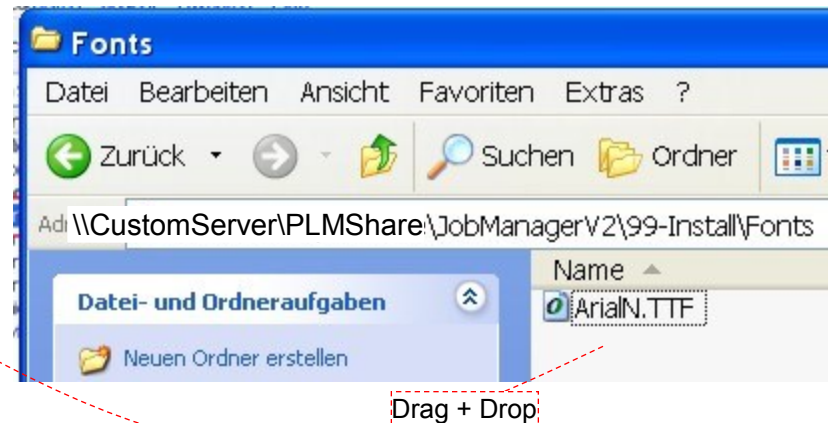 Fonts
Datei Bearbeiten Ansicht Favoriten Extras ?
Zurück Suchen Ordner
\\CustomServer\PLMShare\JobManagerV2\99-Install\Fonts
Name
Datei- und Ordneraufgaben
ArialN.TTF
Neuen Ordner erstellen
Drag + Drop